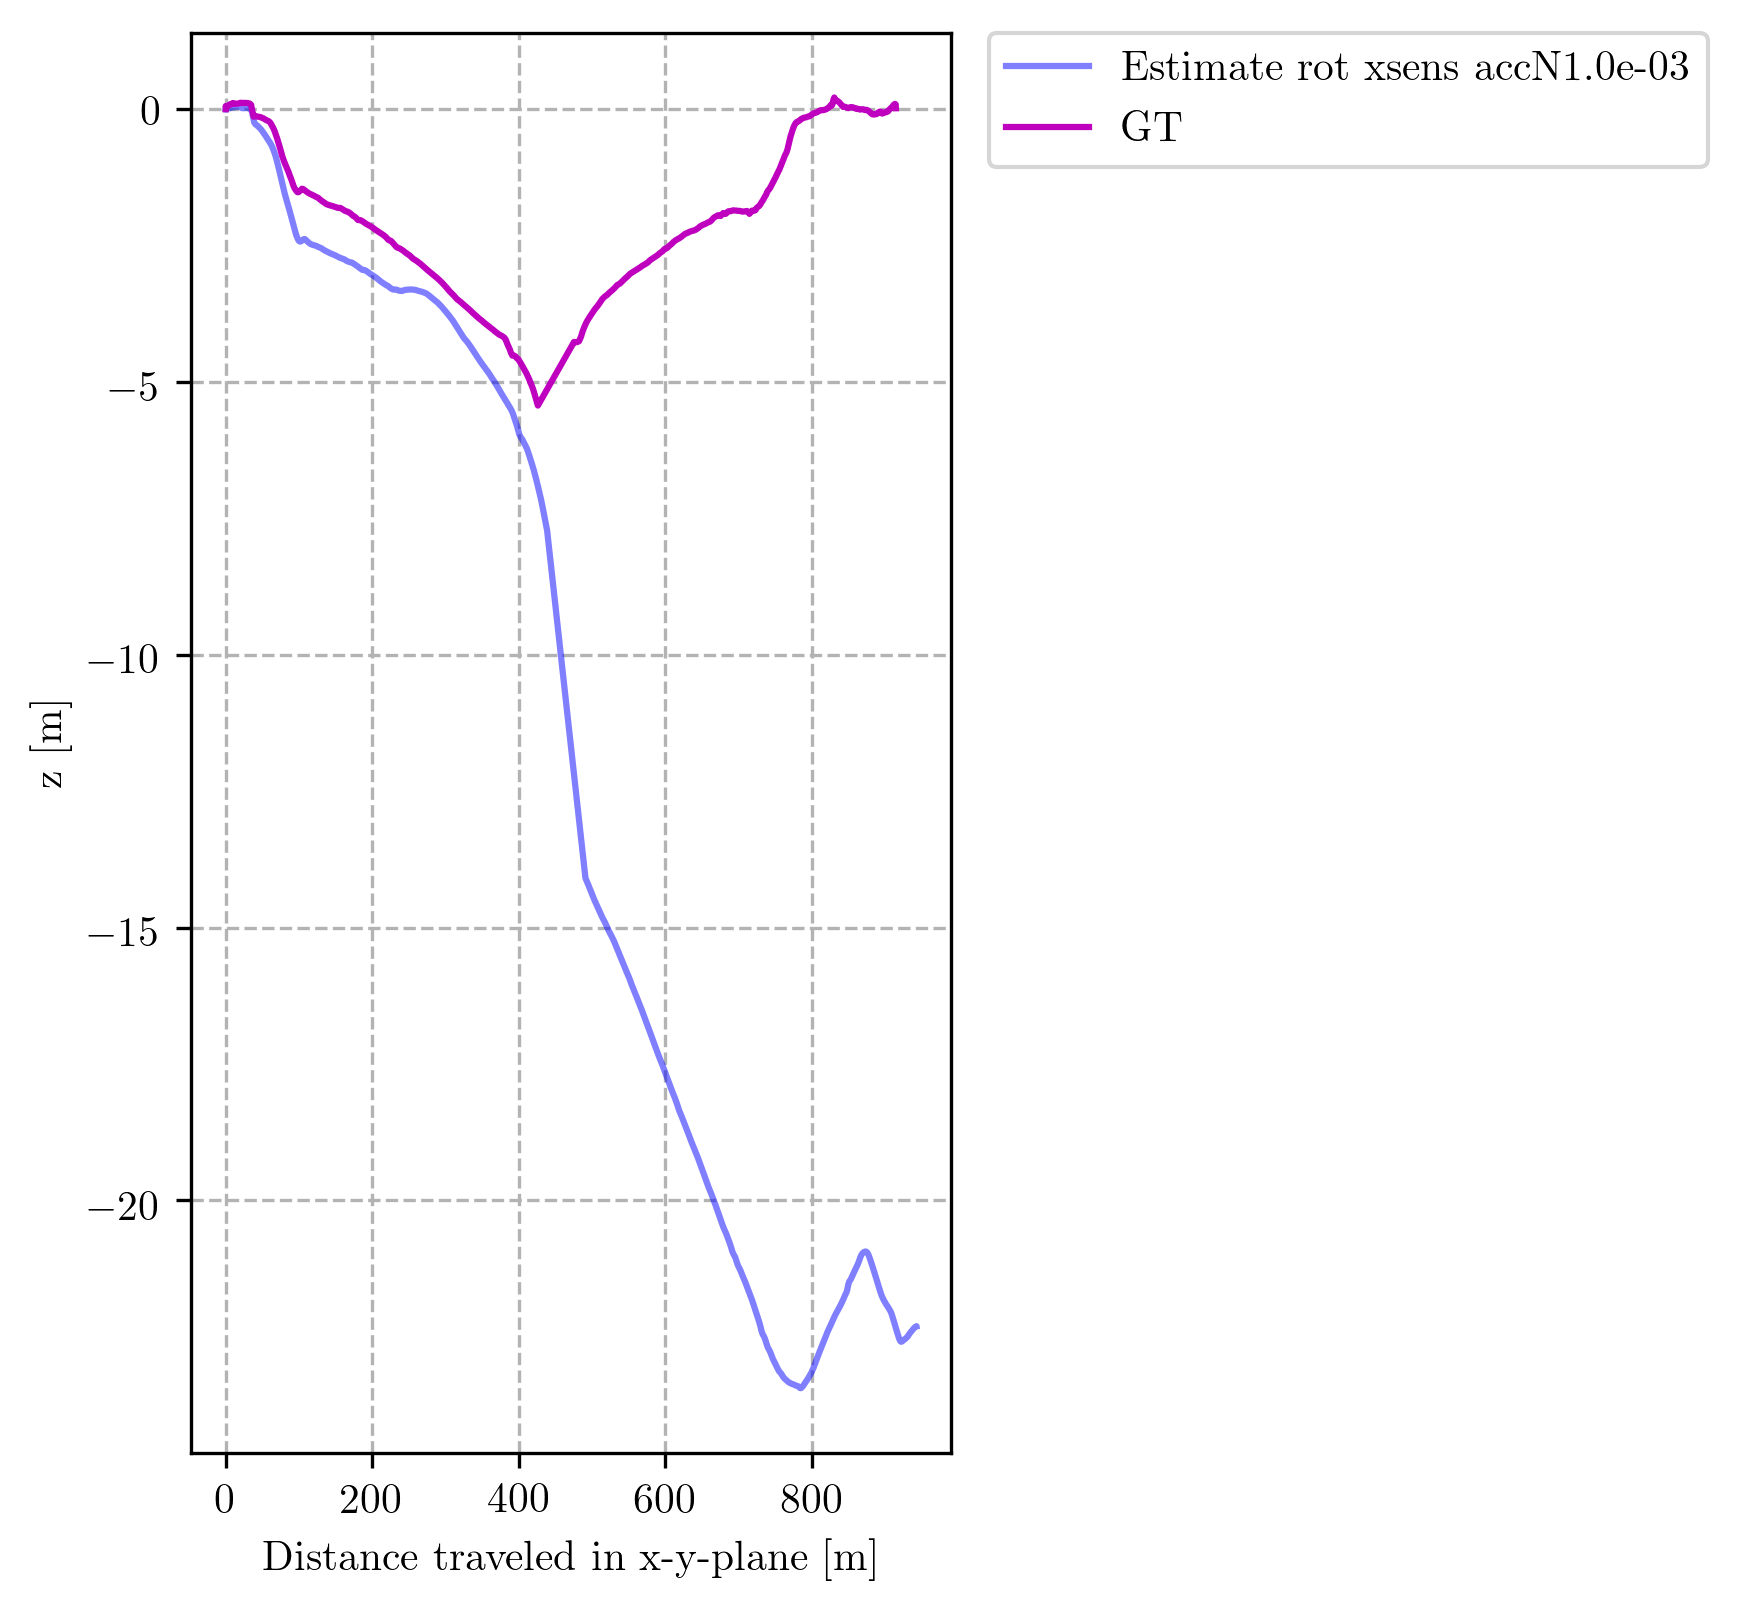 Estimate rot xsens accN1.0e-03
GT
0
−5
−10
−15
−20
z [m]
0 200 400 600 800
Distance traveled in x-y-plane [m]